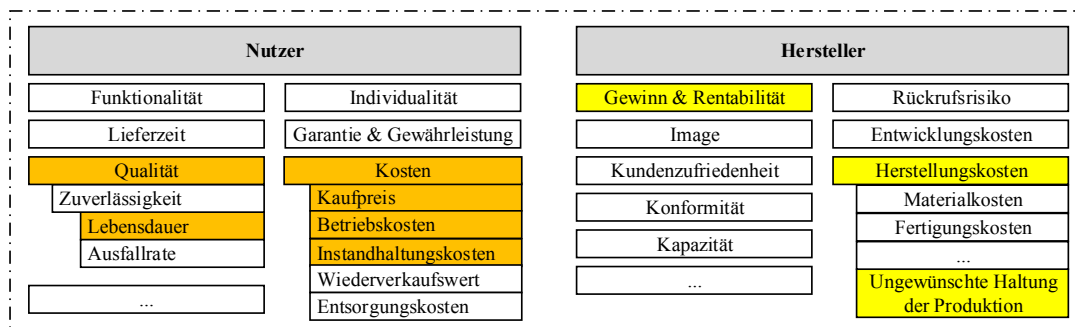 Nutzer
Funktionalität
Individualität
Lieferzeit
Garantie & Gewährleistung
Qualität
Zuverlässigkeit
Lebensdauer
Ausfallrate
...
Kosten
Kaufpreis
Betriebskosten
Instandhaltungskosten
Wiederverkaufswert
Entsorgungskosten
Hersteller
Gewinn & Rentabilität
Image
Kundenzufriedenheit
Konformität
Kapazität
...
Rückrufsrisiko
Entwicklungskosten
Herstellungskosten
Materialkosten
Fertigungskosten
...
Ungewünschte Haltung
der Produktion